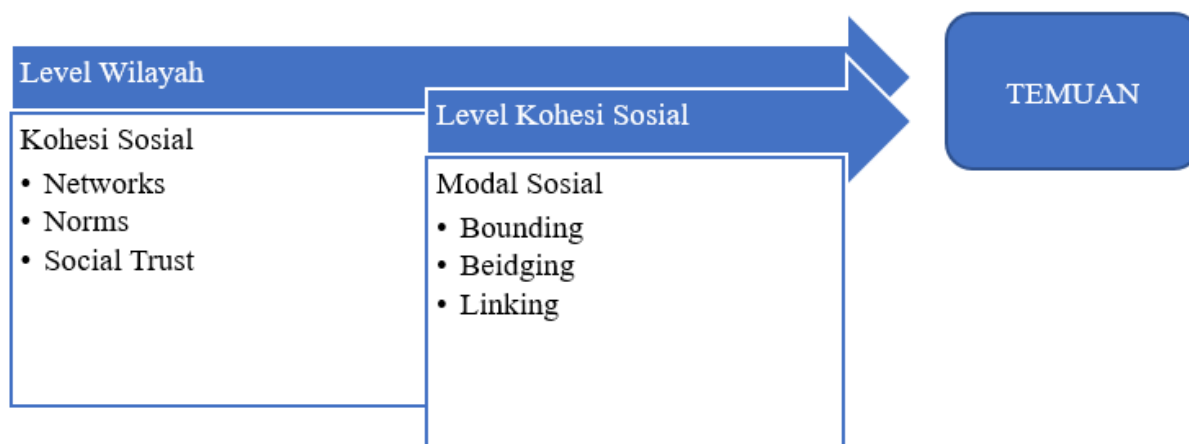 Level Wilayah
Kohesi Sosial
• Networks
• Norms
• Social Trust
Level Kohesi Sosial
Modal Sosial
• Bounding
• Beidging
• Linking
TEMUAN